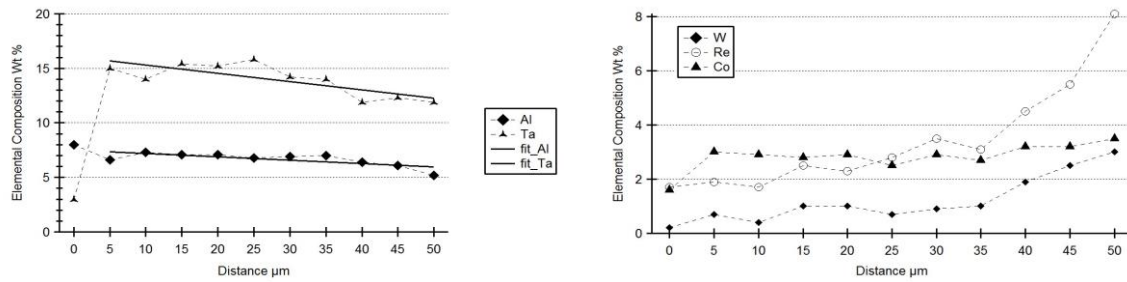 20
15
10
5
0
Elemental Composition Wt %
0 5 10 15 20 25 30 35 40 45 50
Distance µm
Al
Ta
fit_Al
fit_Ta
8
6
4
2
0
Elemental Composition Wt %
0 5 10 15 20 25 30 35 40 45 50
Distance µm
W
Re
Co